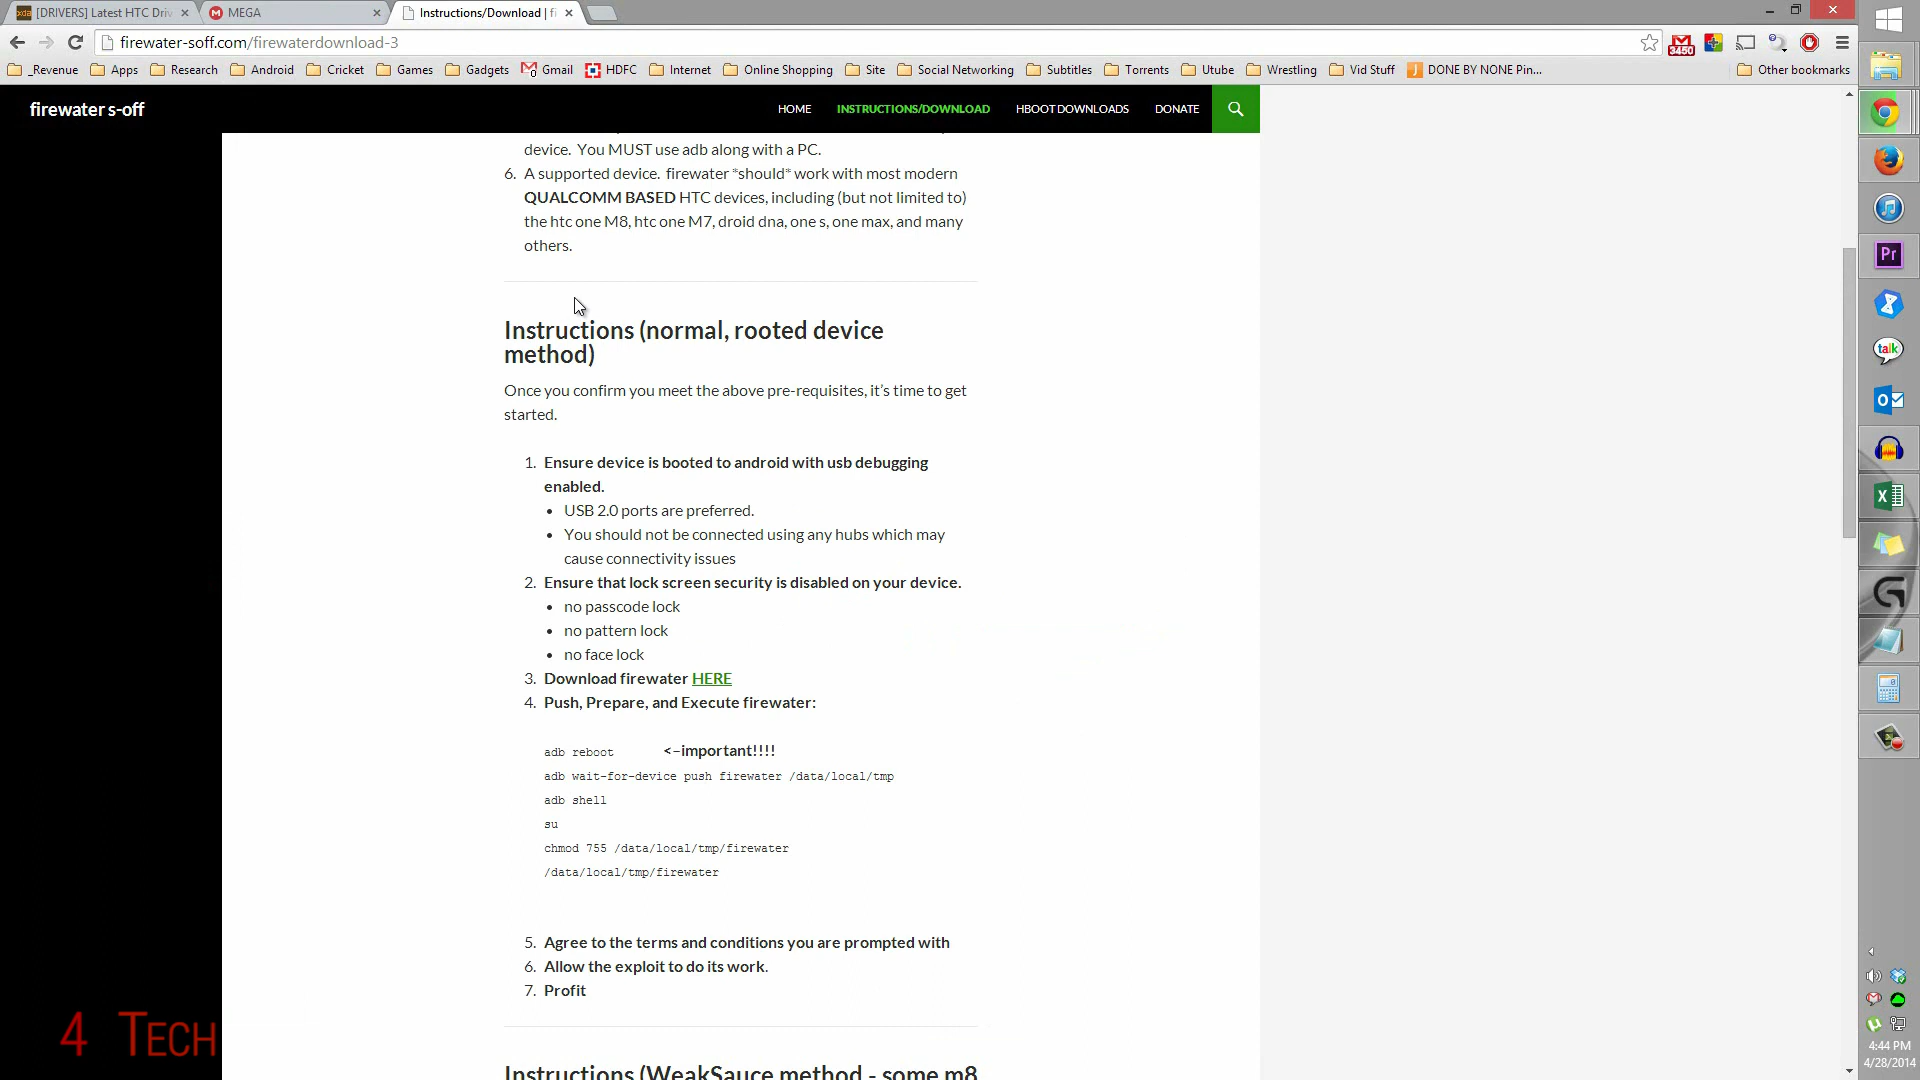 [DRIVERS] Latest HTC Driv
MEGA
Instructions/Download | fi
firewater-soff.com/firewaterdownload-3
3450
_Revenue
Apps
Research
Android
Cricket
Games
Gadgets
Gmail
HDFC
Internet
Online Shopping
Site
Social Networking
Subtitles
Torrents
Utube
Wrestling
Vid Stuff
DONE BY NONE Pin...
Other bookmarks
firewater s-off
HOME
INSTRUCTIONS/DOWNLOAD
HBOOT DOWNLOADS
DONATE
device. You MUST use adb along with a PC.
6. A supported device. firewater *should* work with most modern
QUALCOMM BASED HTC devices, including (but not limited to)
the htc one M8, htc one M7, droid dna, one s, one max, and many
others.
Instructions (normal, rooted device
method)
Once you confirm you meet the above pre-requisites, it's time to get
started.
1. Ensure device is booted to android with usb debugging
enabled.
• USB 2.0 ports are preferred.
• You should not be connected using any hubs which may
cause connectivity issues
2. Ensure that lock screen security is disabled on your device.
• no passcode lock
• no pattern lock
• no face lock
3. Download firewater HERE
4. Push, Prepare, and Execute firewater:
adb reboot <–important!!!!
adb wait-for-device push firewater /data/local/tmp
adb shell
su
chmod 755 /data/local/tmp/firewater
/data/local/tmp/firewater
5. Agree to the terms and conditions you are prompted with
6. Allow the exploit to do its work.
7. Profit
Instructions (WeakSauce method - some m8
4 TECH
Pr
talk
4:44 PM
4/28/2014